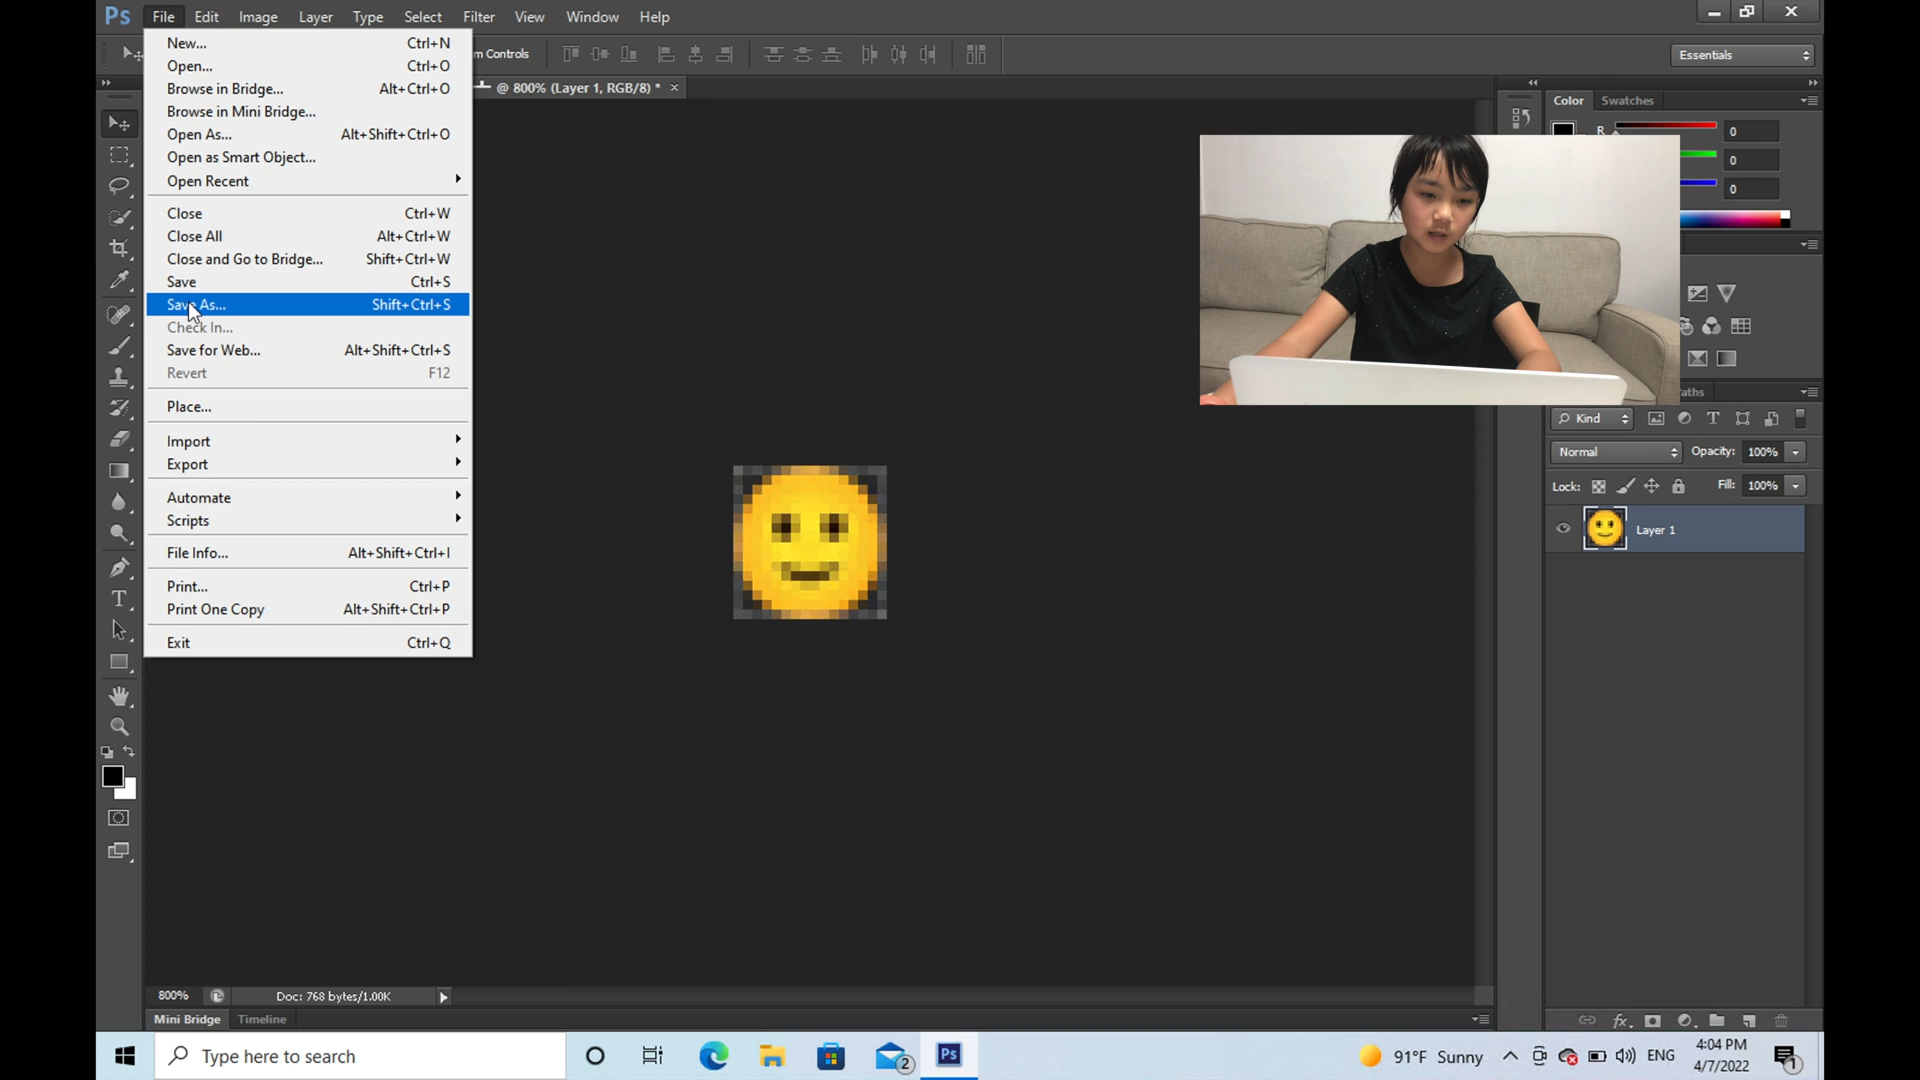 Ps File Edit Image Layer Type Select Filter View Window Help
New... Ctrl+N
Open... Ctrl+O
Browse in Bridge... Alt+Ctrl+O
Browse in Mini Bridge...
Open As... Alt+Shift+Ctrl+O
Open as Smart Object...
Open Recent
Close Ctrl+W
Close All Alt+Ctrl+W
Close and Go to Bridge... Shift+Ctrl+W
Save Ctrl+S
Save As... Shift+Ctrl+S
Check In...
Save for Web... Alt+Shift+Ctrl+S
Revert F12
Place...
Import
Export
Automate
Scripts
File Info... Alt+Shift+Ctrl+I
Print... Ctrl+P
Print One Copy Alt+Shift+Ctrl+P
Exit Ctrl+Q
Controls
Essentials
@ 800% (Layer 1, RGB/8) *
Color Swatches
R 0
0
0
Kind
Normal Opacity: 100%
Lock: Fill: 100%
Layer 1
800% Doc: 768 bytes/1.00K
Mini Bridge Timeline
Type here to search
2
Ps
91°F Sunny
ENG
4:04 PM
4/7/2022
1